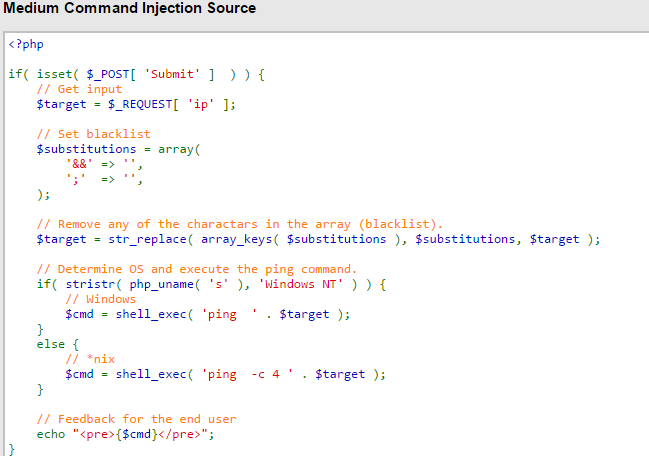 Medium Command Injection Source
<?php
if( isset( $_POST[ 'Submit' ]  ) ) {
    // Get input
    $target = $_REQUEST[ 'ip' ];
    // Set blacklist
    $substitutions = array(
        '&&' => '',
        ';'  => '',
    );
    // Remove any of the charactars in the array (blacklist).
    $target = str_replace( array_keys( $substitutions ), $substitutions, $target );
    // Determine OS and execute the ping command.
    if( stristr( php_uname( 's' ), 'Windows NT' ) ) {
        // Windows
        $cmd = shell_exec( 'ping  ' . $target );
    }
    else {
        // *nix
        $cmd = shell_exec( 'ping  -c 4 ' . $target );
    }
    // Feedback for the end user
    echo "<pre>{$cmd}</pre>";
}